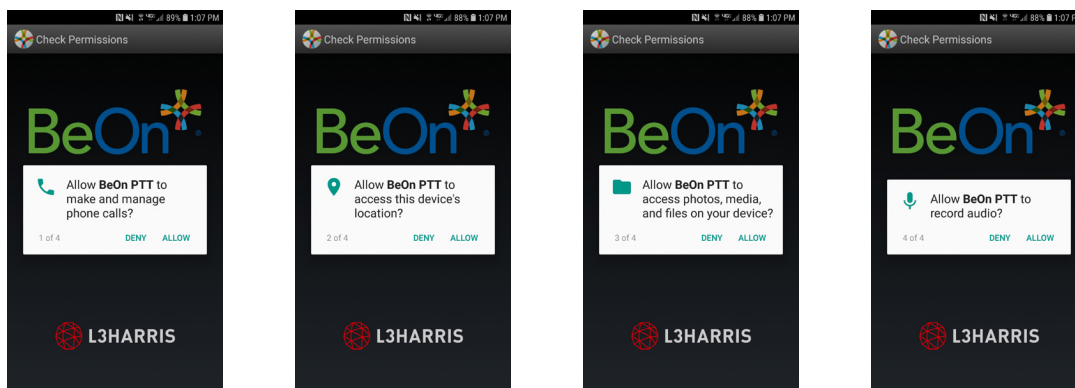 89% 1:07 PM
Check Permissions
BeOn
Allow BeOn PTT to
make and manage
phone calls?
1 of 4 DENY ALLOW
L3HARRIS
88% 1:07 PM
Check Permissions
BeOn
Allow BeOn PTT to
access this device's
location?
2 of 4 DENY ALLOW
L3HARRIS
88% 1:07 PM
Check Permissions
BeOn
Allow BeOn PTT to
access photos, media,
and files on your device?
3 of 4 DENY ALLOW
L3HARRIS
88% 1:07 P
Check Permissions
BeOn
Allow BeOn PTT to
record audio?
4 of 4 DENY ALLOW
L3HARRIS